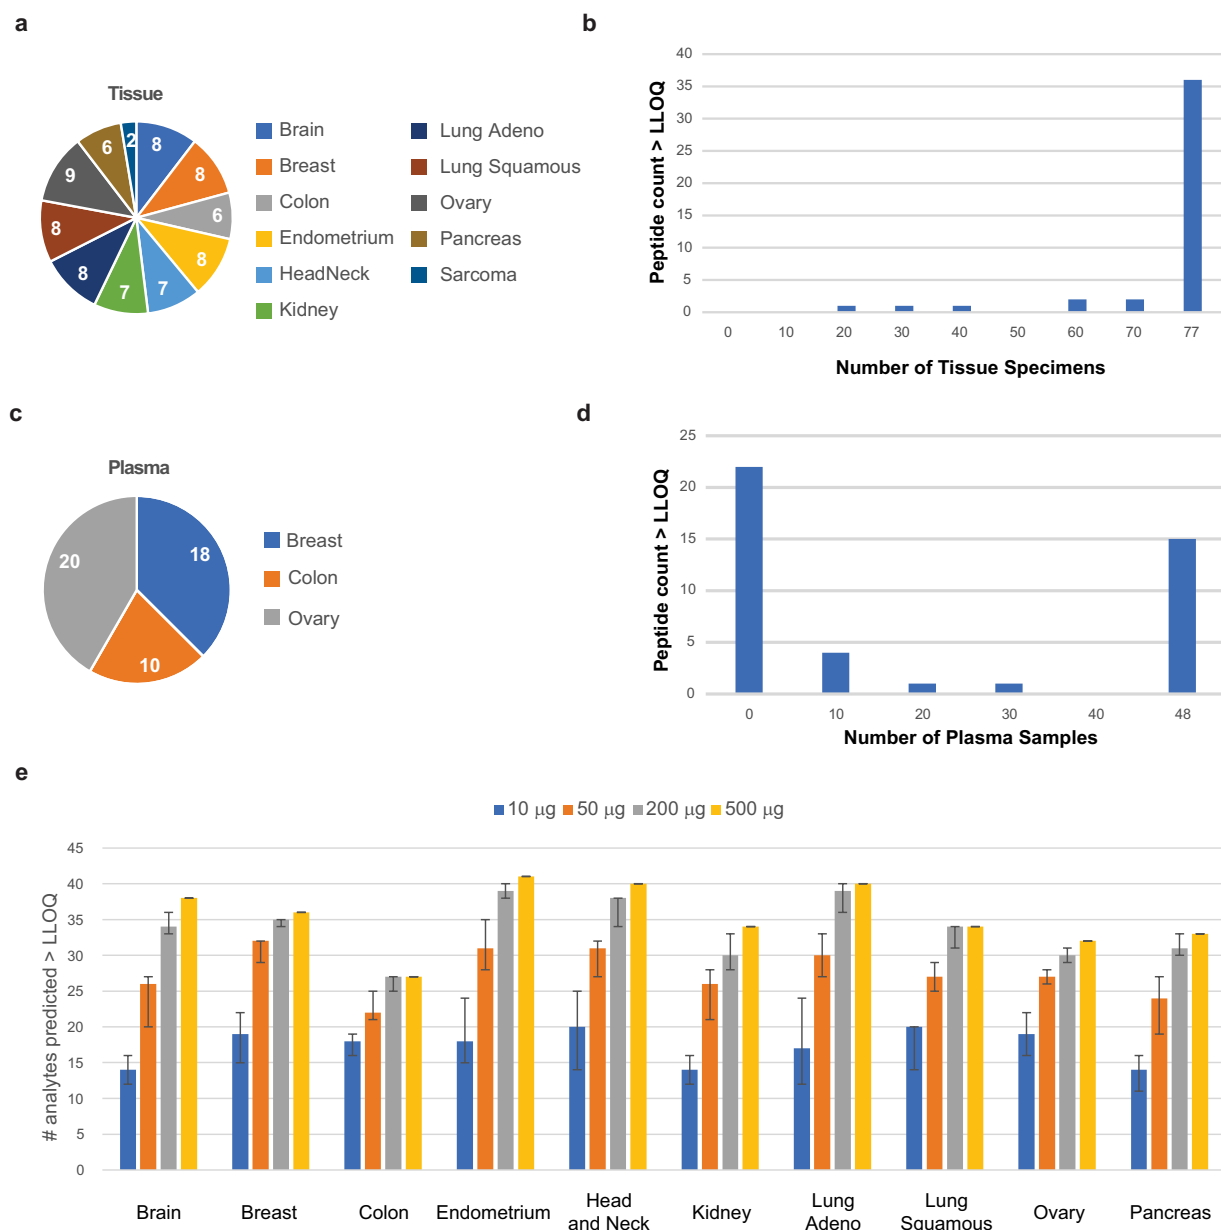 a
Tissue
8
8
6
8
7
7
8
8
9
6
2
Brain
Breast
Colon
Endometrium
HeadNeck
Kidney
Lung Adeno
Lung Squamous
Ovary
Pancreas
Sarcoma
b
Peptide count > LLOQ
40
35
30
25
20
15
10
5
0
0 10 20 30 40 50 60 70 77
Number of Tissue Specimens
c
Plasma
18
10
20
Breast
Colon
Ovary
d
Peptide count > LLOQ
25
20
15
10
5
0
0 10 20 30 40 48
Number of Plasma Samples
e
10 µg 50 µg 200 µg 500 µg
# analytes predicted > LLOQ
45
40
35
30
25
20
15
10
5
0
Brain Breast Colon Endometrium Head and Neck Kidney Lung Adeno Lung Squamous Ovary Pancreas